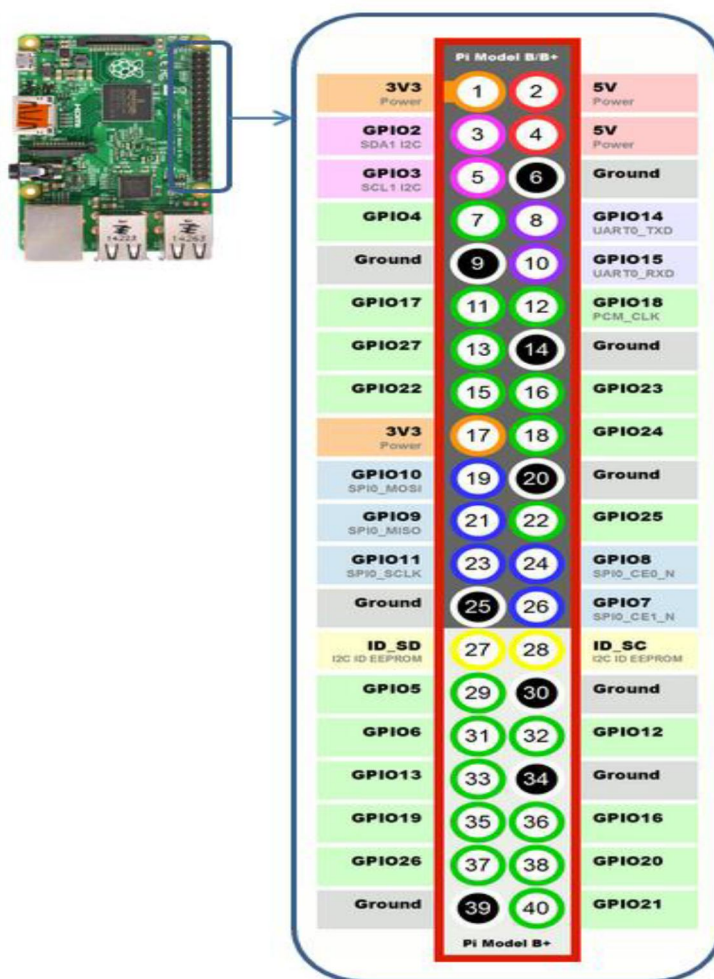 Pi Model B/B+
3V3
Power
1
2
5V
Power
GPIO2
SDA1 I2C
3
4
5V
Power
GPIO3
SCL1 I2C
5
6
Ground
GPIO4
7
8
GPIO14
UART0_TXD
Ground
9
10
GPIO15
UART0_RXD
GPIO17
11
12
GPIO18
PCM_CLK
GPIO27
13
14
Ground
GPIO22
15
16
GPIO23
3V3
Power
17
18
GPIO24
GPIO10
SPI0_MOSI
19
20
Ground
GPIO9
SPI0_MISO
21
22
GPIO25
GPIO11
SPI0_SCLK
23
24
GPIO8
SPI0_CE0_N
Ground
25
26
GPIO7
SPI0_CE1_N
ID_SD
I2C ID EEPROM
27
28
ID_SC
I2C ID EEPROM
GPIO5
29
30
Ground
GPIO6
31
32
GPIO12
GPIO13
33
34
Ground
GPIO19
35
36
GPIO16
GPIO26
37
38
GPIO20
Ground
39
40
GPIO21
Pi Model B+
HDMI
14223
14263